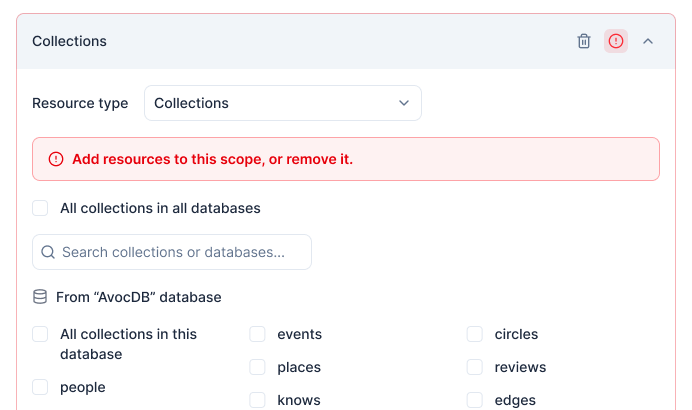 Collections
Resource type
Collections
Add resources to this scope, or remove it.
All collections in all databases
Search collections or databases...
From “AvocDB” database
All collections in this
database
people
events
places
knows
circles
reviews
edges